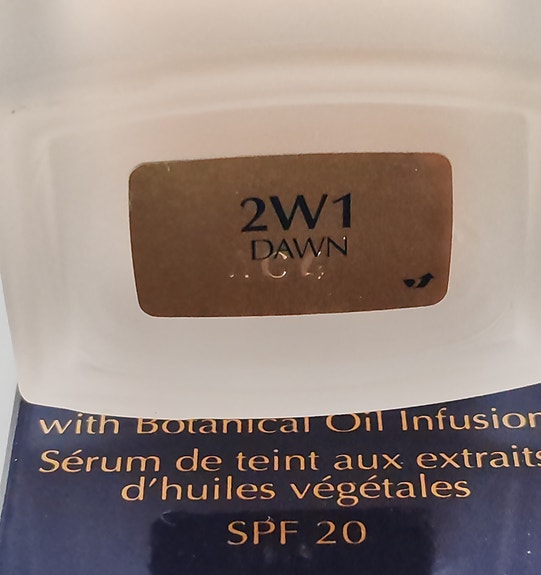 2W1
DAWN
with Botanical Oil Infusion
Sérum de teint aux extraits
d'huiles végétales
SPF 20